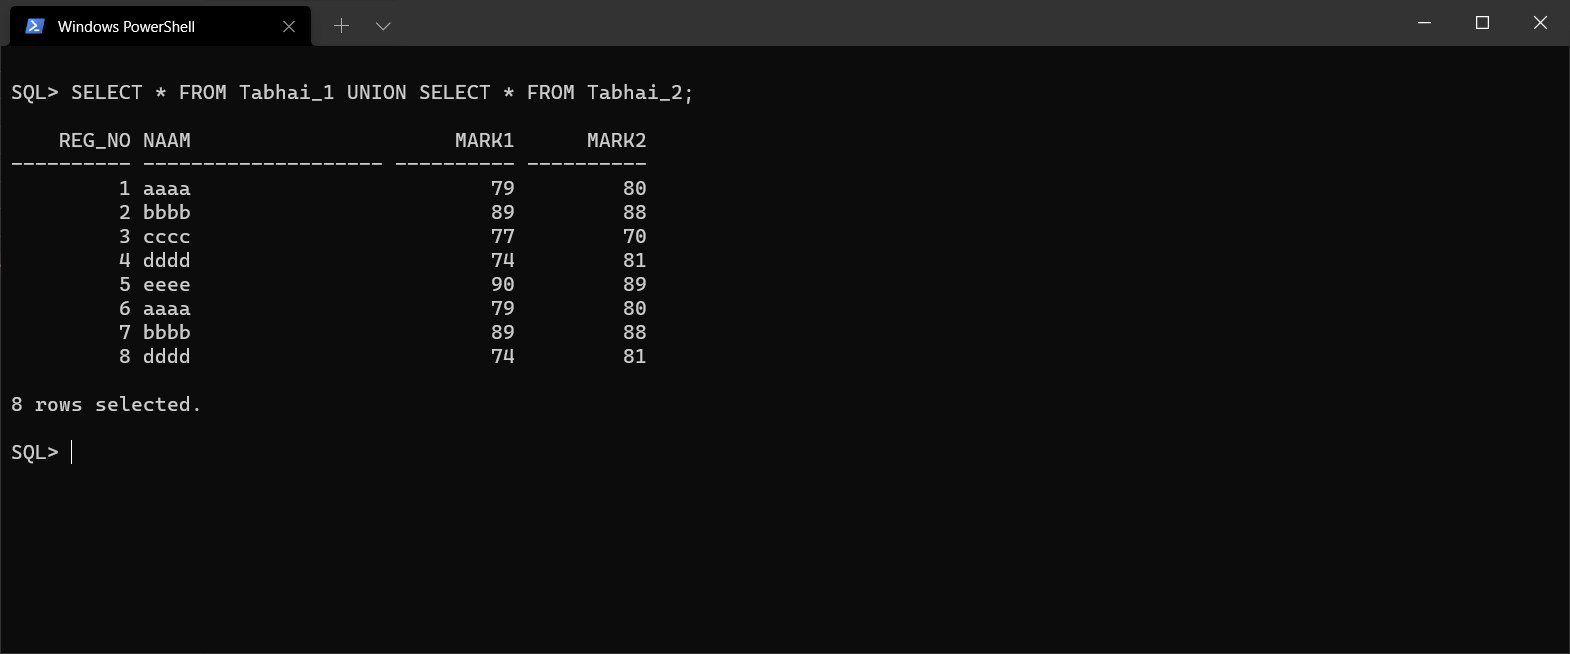 Windows PowerShell
SQL> SELECT * FROM Tabhai_1 UNION SELECT * FROM Tabhai_2;
    REG_NO NAAM                      MARK1      MARK2
---------- -------------------- ---------- ----------
         1 aaaa                         79         80
         2 bbbb                         89         88
         3 cccc                         77         70
         4 dddd                         74         81
         5 eeee                         90         89
         6 aaaa                         79         80
         7 bbbb                         89         88
         8 dddd                         74         81
8 rows selected.
SQL>